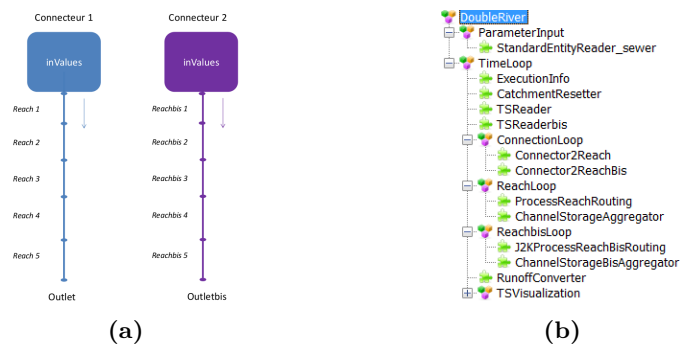 Connecteur 1
Connecteur 2
inValues
inValues
Reach 1
Reachbis 1
Reach 2
Reachbis 2
Reach 3
Reachbis 3
Reach 4
Reachbis 4
Reach 5
Reachbis 5
Outlet
Outletbis
(a)
DoubleRiver
ParameterInput
StandardEntityReader_sewer
TimeLoop
ExecutionInfo
CatchmentResetter
TSReader
TSReaderbis
ConnectionLoop
Connector2Reach
Connector2ReachBis
ReachLoop
ProcessReachRouting
ChannelStorageAggregator
ReachbisLoop
J2KProcessReachBisRouting
ChannelStorageBisAggregator
RunoffConverter
TSVisualization
(b)